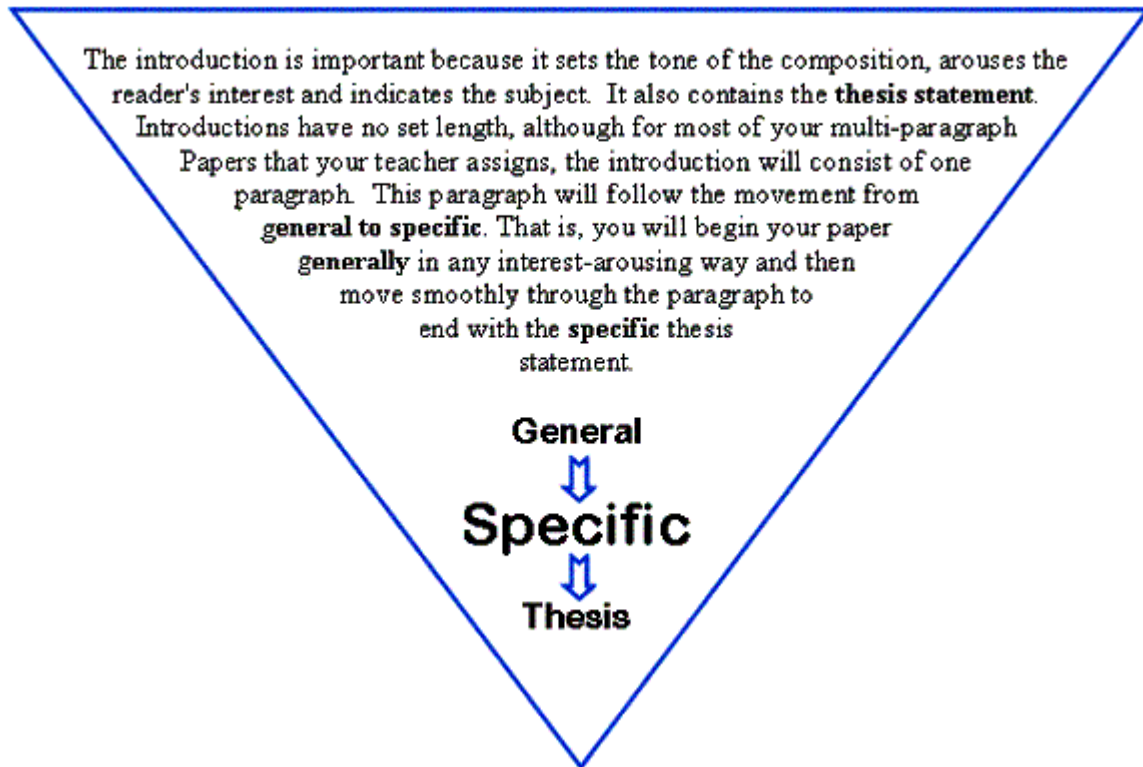 The introduction is important because it sets the tone of the composition, arouses the
reader's interest and indicates the subject.  It also contains the thesis statement.
Introductions have no set length, although for most of your multi-paragraph
Papers that your teacher assigns, the introduction will consist of one
paragraph.  This paragraph will follow the movement from
general to specific. That is, you will begin your paper
generally in any interest-arousing way and then
move smoothly through the paragraph to
end with the specific thesis
statement.
General
Specific
Thesis